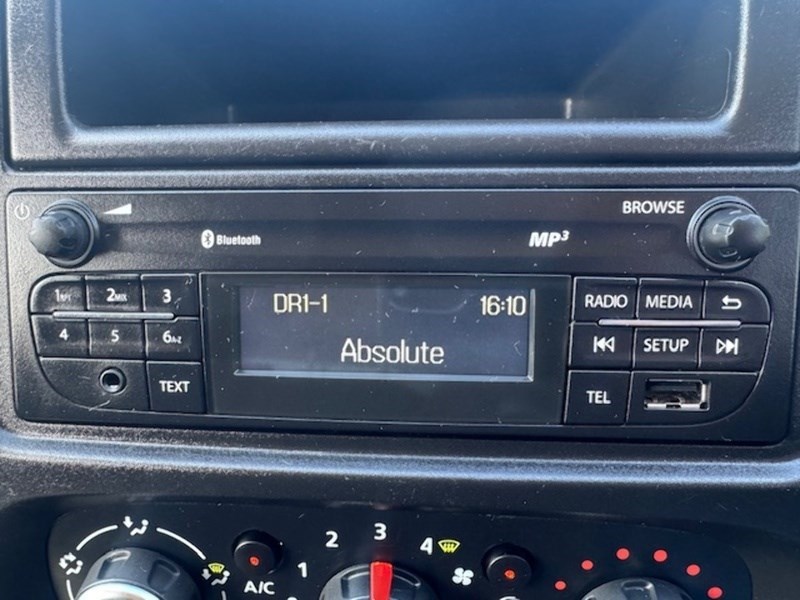 BROWSE
Bluetooth
MP3
1 2MIX 3
DR1-1 16:10
RADIO MEDIA
4 5 6A-Z
Absolute
SETUP
TEXT
TEL
1 2 3 4
A/C